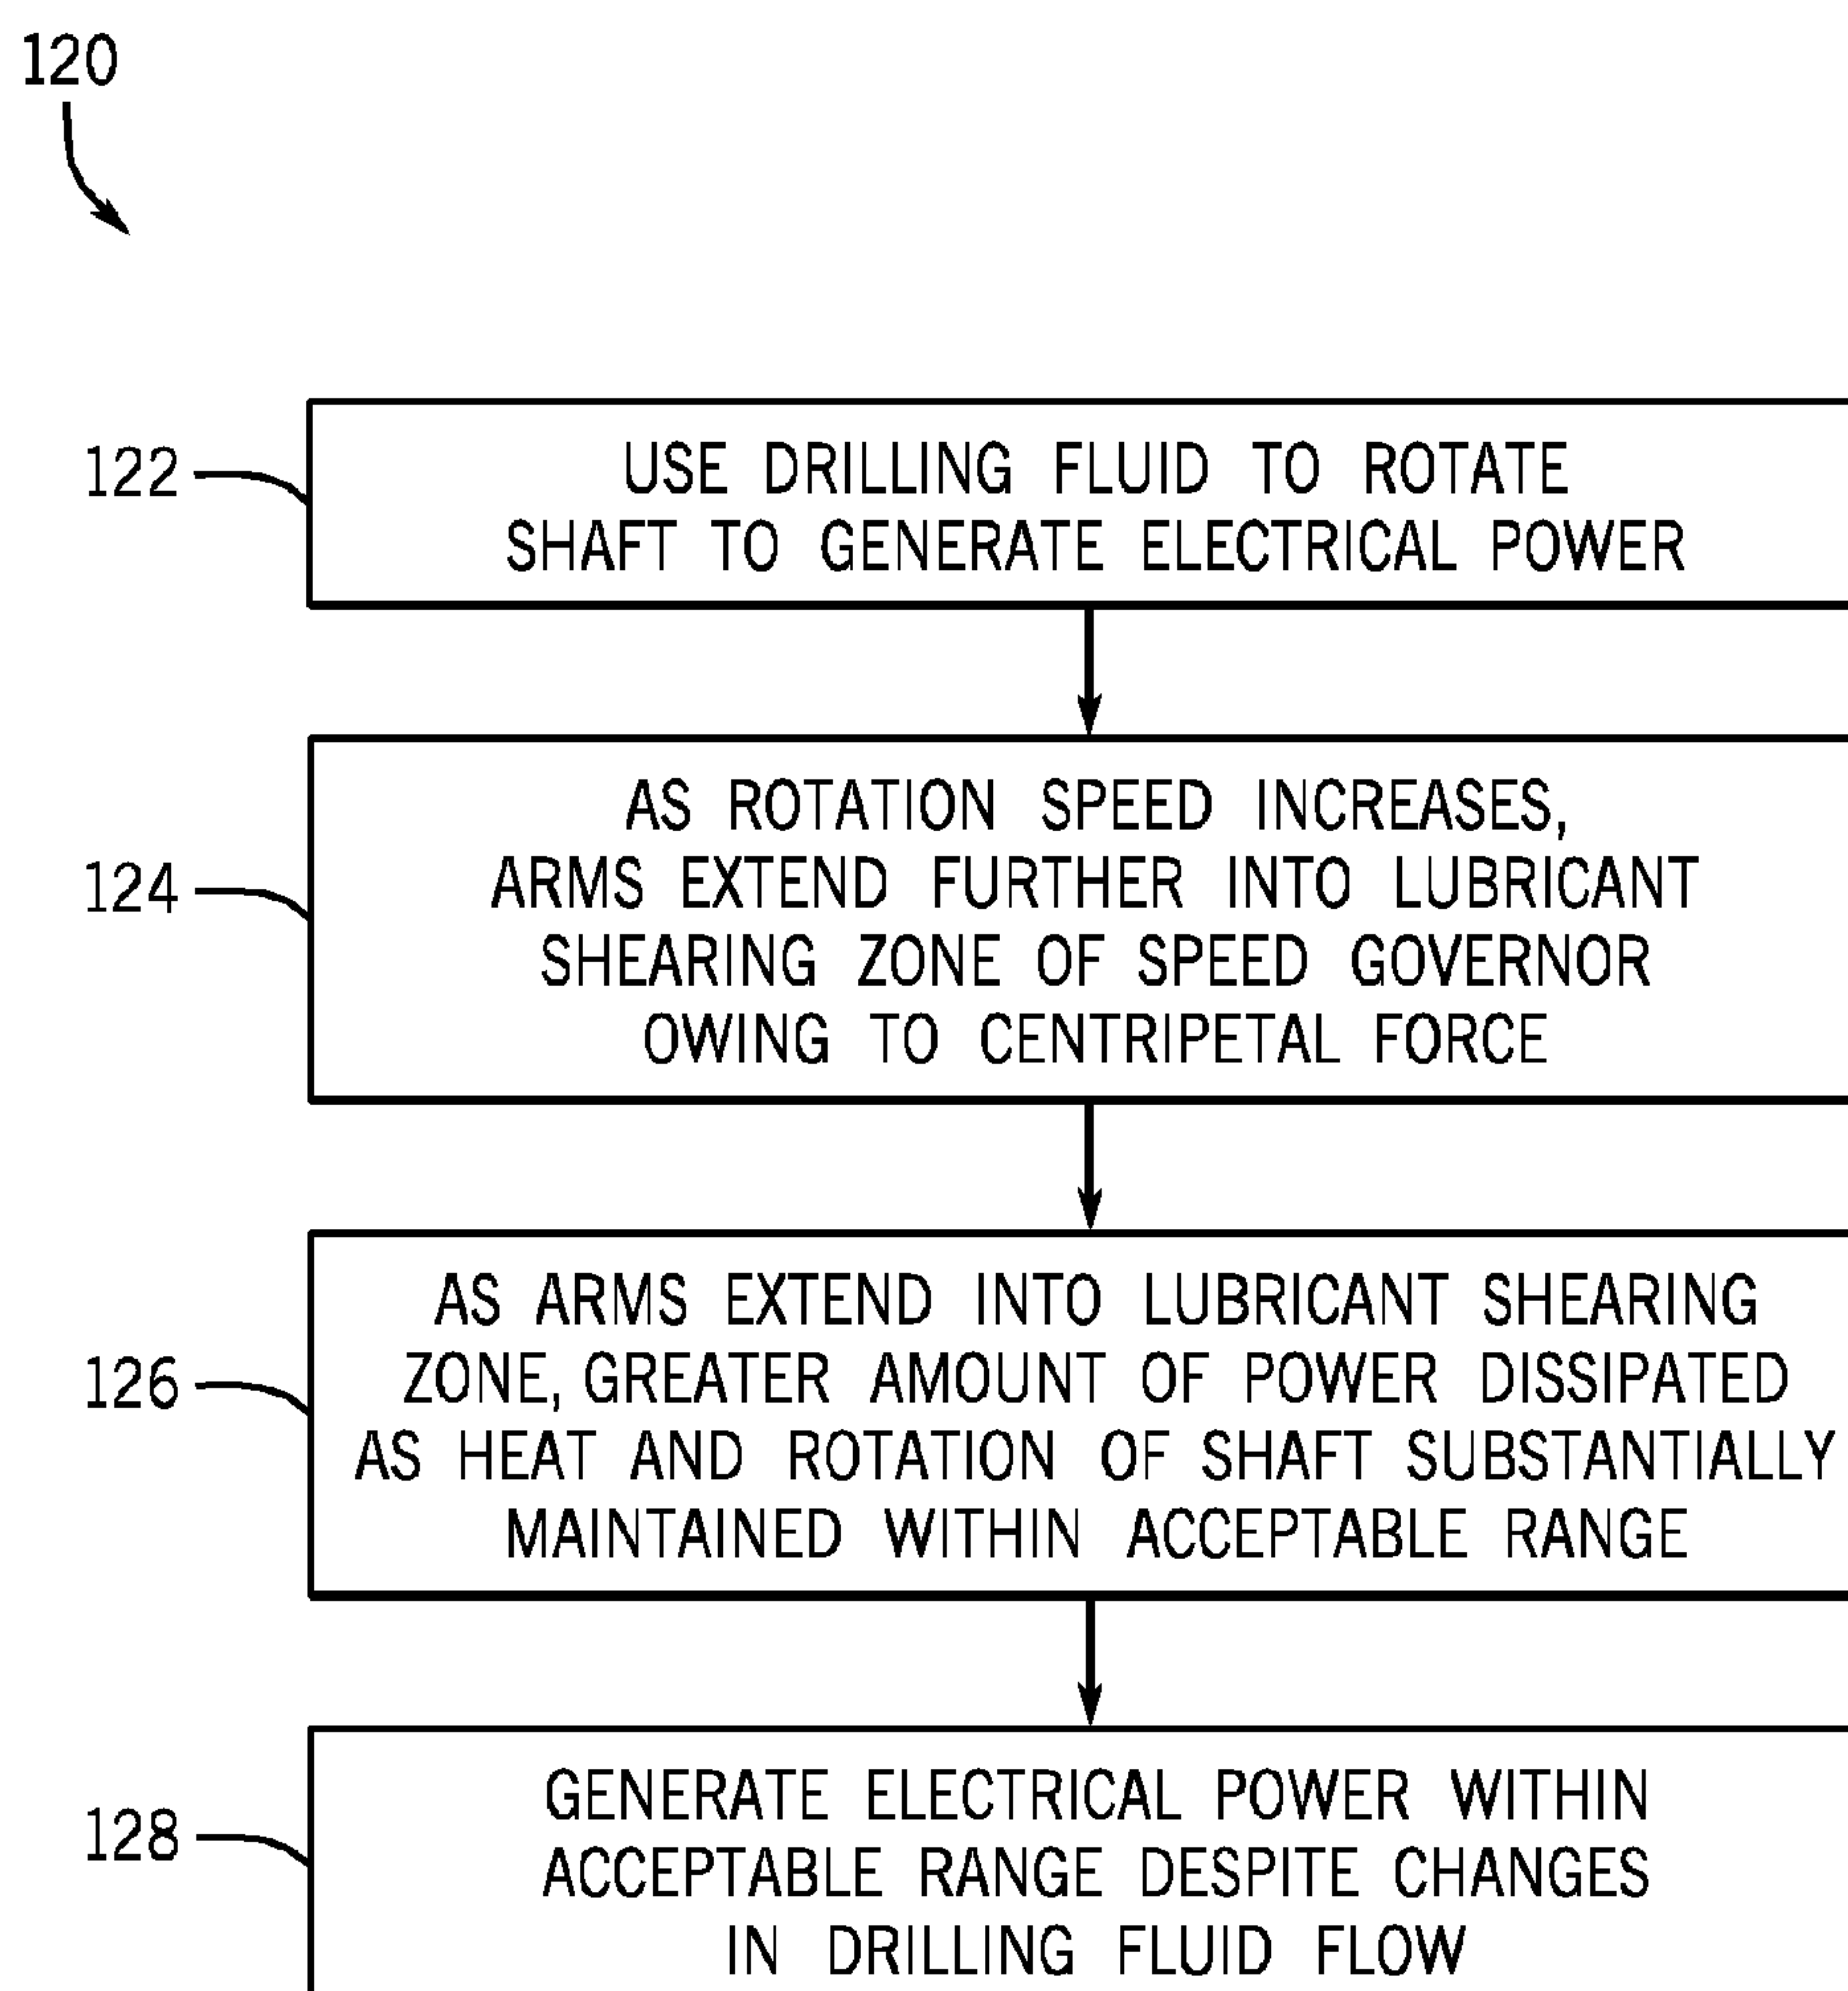 120
122
USE DRILLING FLUID TO ROTATE
SHAFT TO GENERATE ELECTRICAL POWER
124
AS ROTATION SPEED INCREASES,
ARMS EXTEND FURTHER INTO LUBRICANT
SHEARING ZONE OF SPEED GOVERNOR
OWING TO CENTRIPETAL FORCE
126
AS ARMS EXTEND INTO LUBRICANT SHEARING
ZONE, GREATER AMOUNT OF POWER DISSIPATED
AS HEAT AND ROTATION OF SHAFT SUBSTANTIALLY
MAINTAINED WITHIN ACCEPTABLE RANGE
128
GENERATE ELECTRICAL POWER WITHIN
ACCEPTABLE RANGE DESPITE CHANGES
IN DRILLING FLUID FLOW